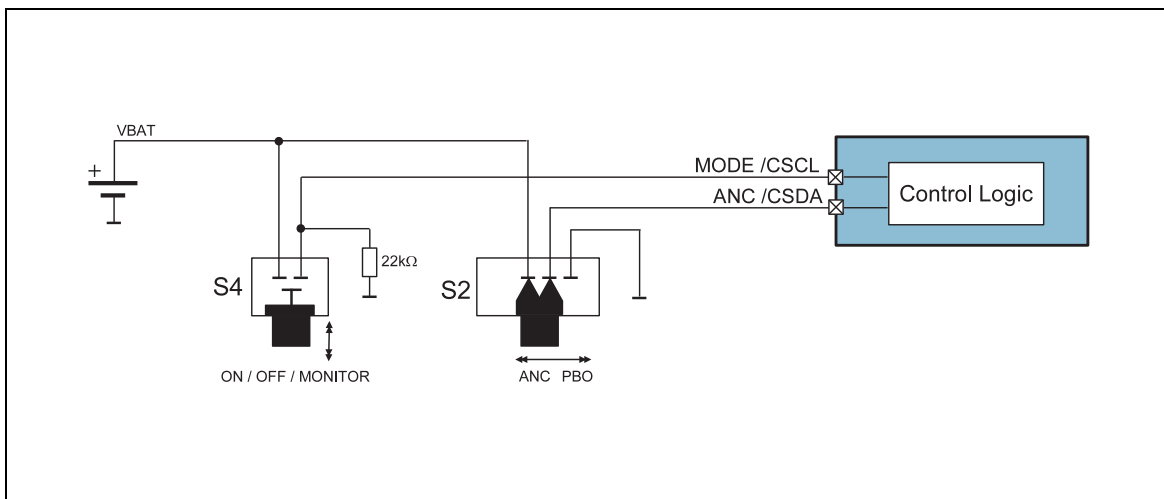 VBAT
+
MODE /CSCL
ANC /CSDA
Control Logic
S4
22kΩ
S2
ON / OFF / MONITOR
ANC PBO